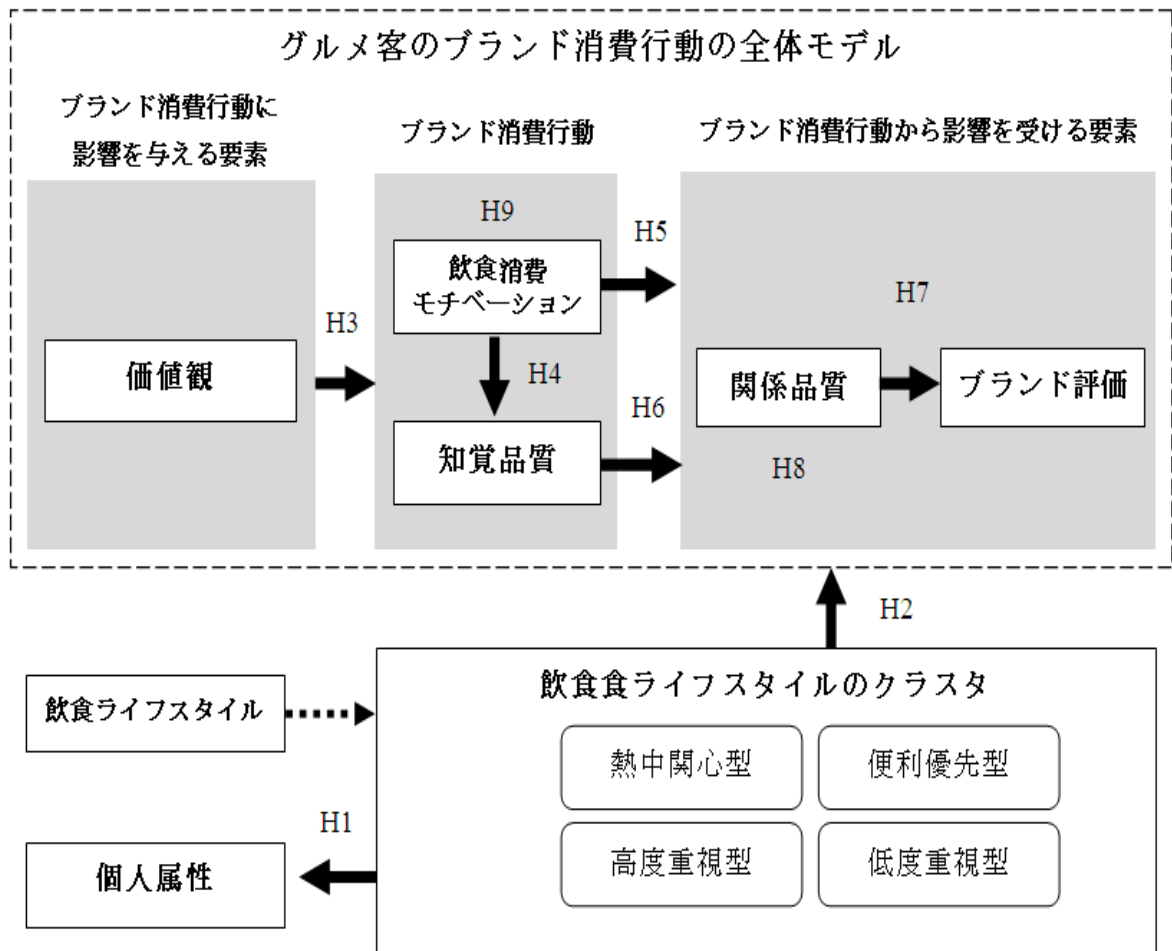 グルメ客のブランド消費行動の全体モデル
ブランド消費行動に
影響を与える要素
ブランド消費行動
ブランド消費行動から影響を受ける要素
H9
飲食消費
モチベーション
H5
H7
H3
価値観
H4
関係品質
ブランド評価
H6
知覚品質
H8
H2
飲食食ライフスタイルのクラスタ
飲食ライフスタイル
熱中関心型
便利優先型
H1
高度重視型
低度重視型
個人属性